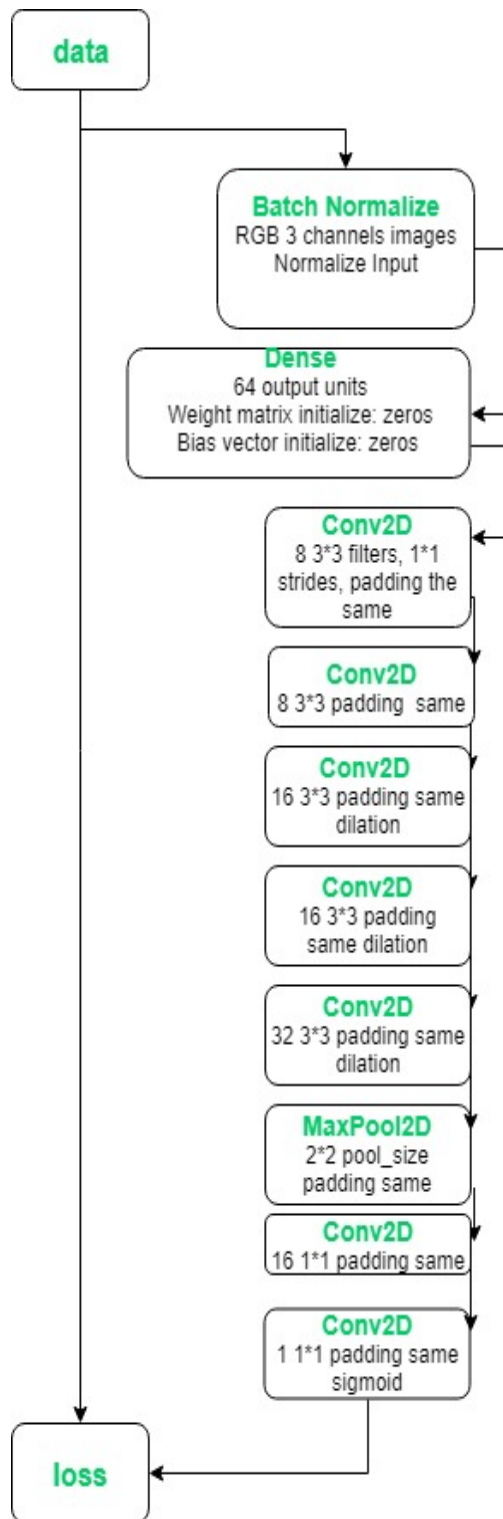 data
Batch Normalize
RGB 3 channels images
Normalize Input
Dense
64 output units
Weight matrix initialize: zeros
Bias vector initialize: zeros
Conv2D
8 3*3 filters, 1*1
strides, padding the
same
Conv2D
8 3*3 padding same
Conv2D
16 3*3 padding same
dilation
Conv2D
16 3*3 padding
same dilation
Conv2D
32 3*3 padding same
dilation
MaxPool2D
2*2 pool_size
padding same
Conv2D
16 1*1 padding same
Conv2D
1 1*1 padding same
sigmoid
loss